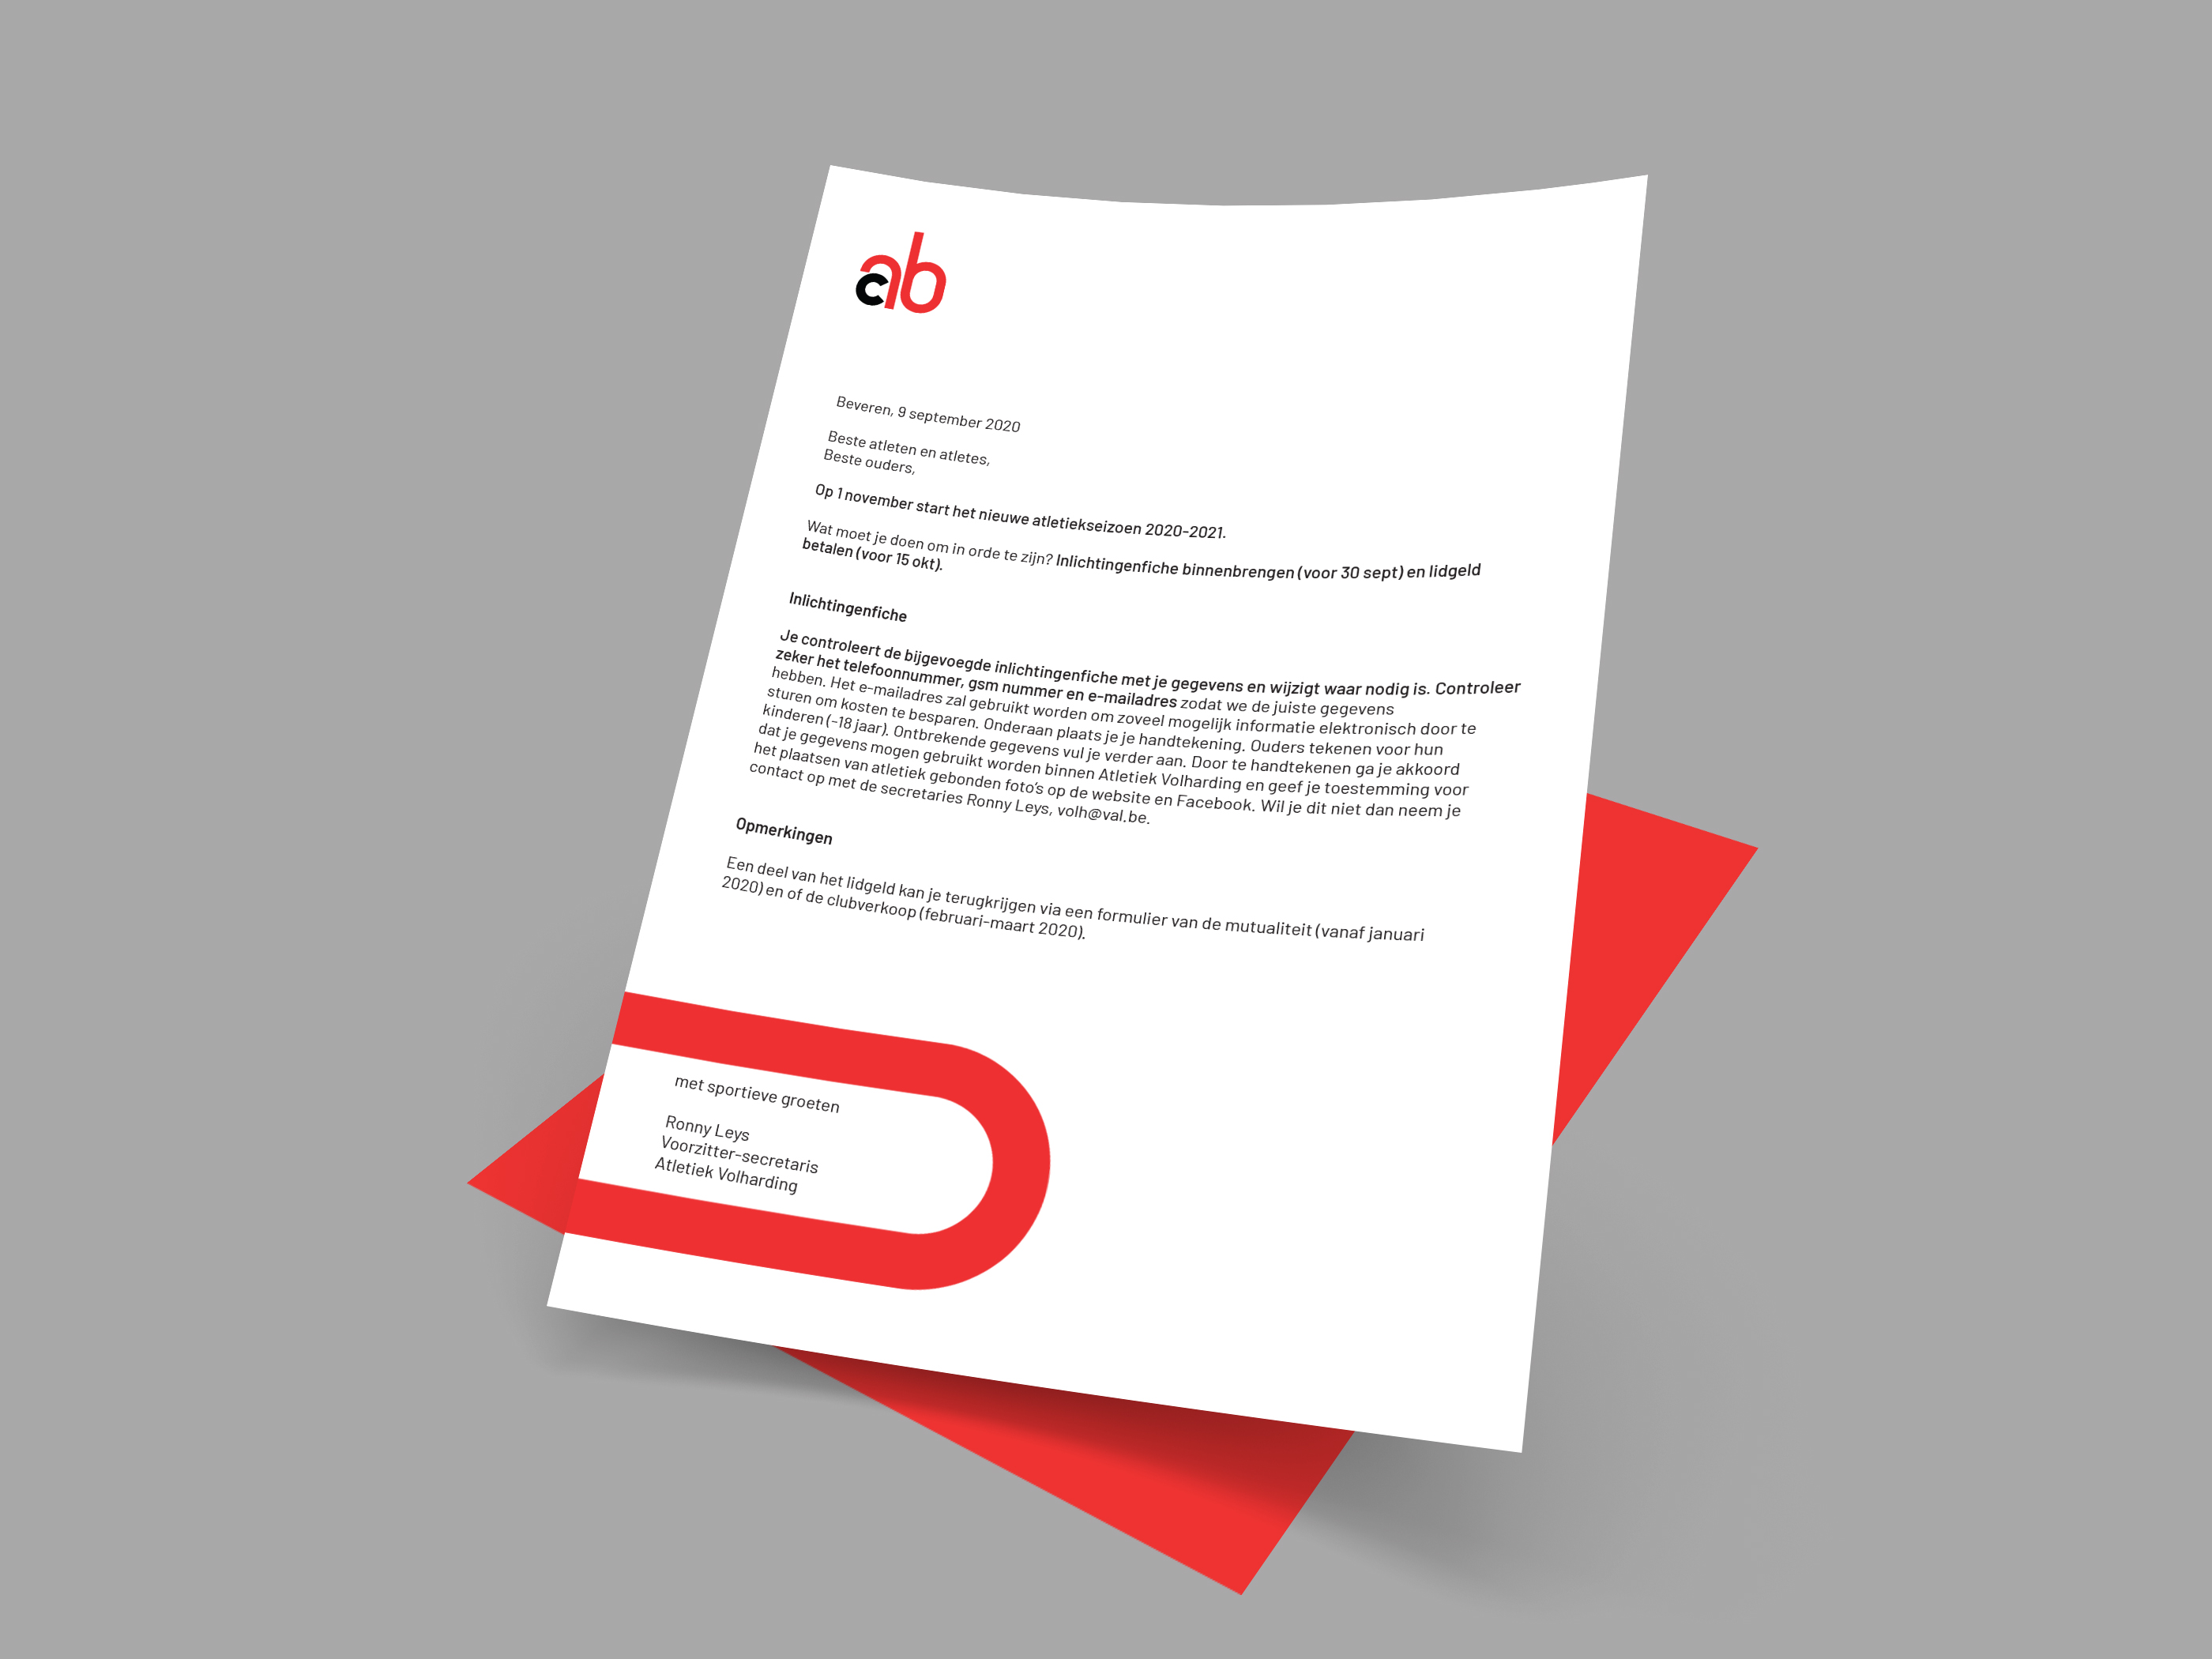 cab
Beveren, 9 september 2020
Beste atleten en atletes,
Beste ouders,
Op 1 november start het nieuwe atletiekseizoen 2020-2021.
Wat moet je doen om in orde te zijn? Inlichtingenfiche binnenbrengen (voor 30 sept) en lidgeld
betalen (voor 15 okt).
Inlichtingenfiche
Je controleert de bijgevoegde inlichtingenfiche met je gegevens en wijzigt waar nodig is. Controleer
zeker het telefoonnummer, gsm nummer en e-mailadres zodat we de juiste gegevens
hebben. Het e-mailadres zal gebruikt worden om zoveel mogelijk informatie elektronisch door te
sturen om kosten te besparen. Onderaan plaats je je handtekening. Ouders tekenen voor hun
kinderen (-18 jaar). Ontbrekende gegevens vul je verder aan. Door te handtekenen ga je akkoord
dat je gegevens mogen gebruikt worden binnen Atletiek Volharding en geef je toestemming voor
het plaatsen van atletiek gebonden foto's op de website en Facebook. Wil je dit niet dan neem je
contact op met de secretaries Ronny Leys, volh@val.be.
Opmerkingen
Een deel van het lidgeld kan je terugkrijgen via een formulier van de mutualiteit (vanaf januari
2020) en of de clubverkoop (februari-maart 2020).
met sportieve groeten
Ronny Leys
Voorzitter-secretaris
Atletiek Volharding